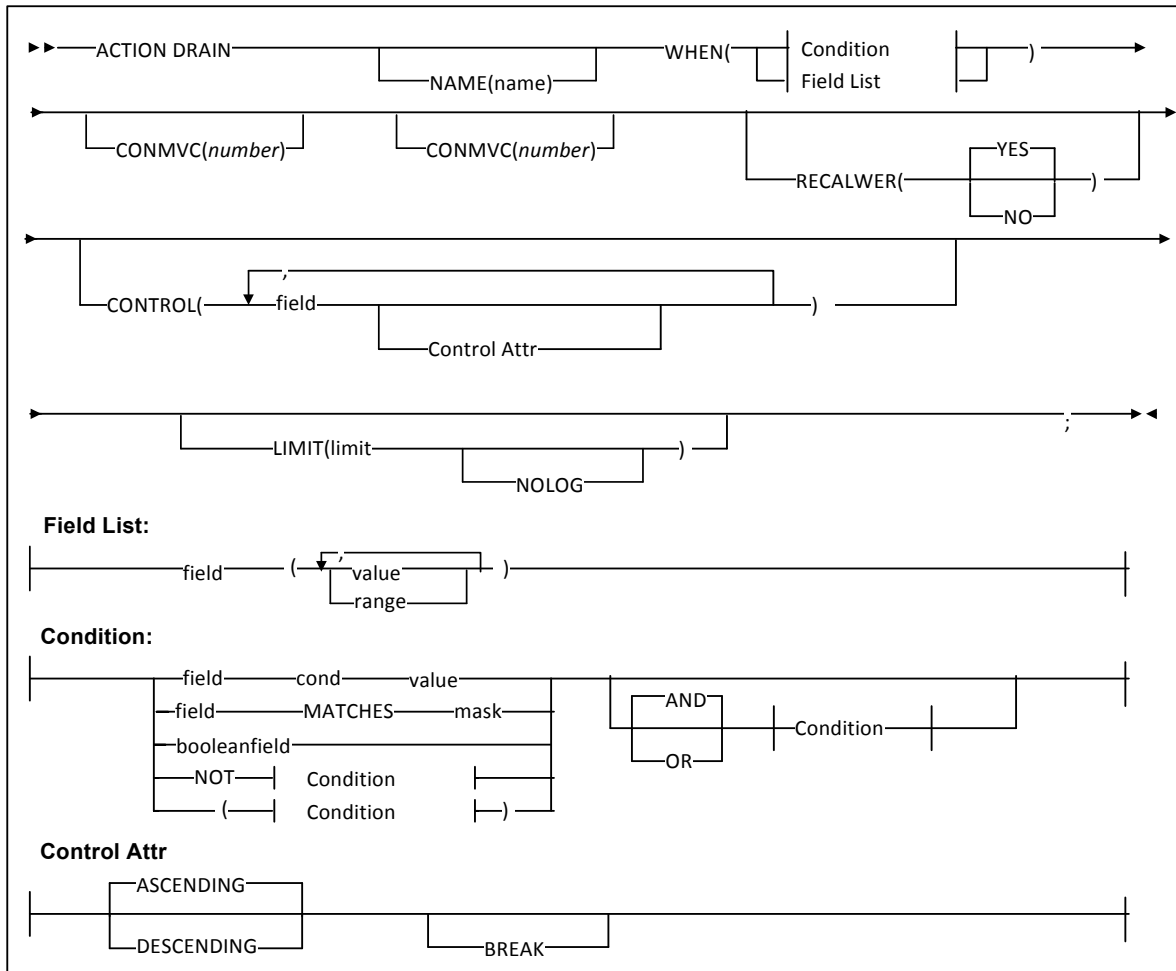 ACTION DRAIN NAME(name) WHEN( Condition )
Field List
CONMVC(number) CONMVC(number) RECALWER( YES )
NO
,
CONTROL( field )
Control Attr
LIMIT(limit ) ;
NOLOG
Field List:
,
field ( value )
range
Condition:
field cond value
field MATCHES mask
booleanfield
NOT Condition
( Condition )
AND
OR
Condition
Control Attr
ASCENDING
DESCENDING
BREAK